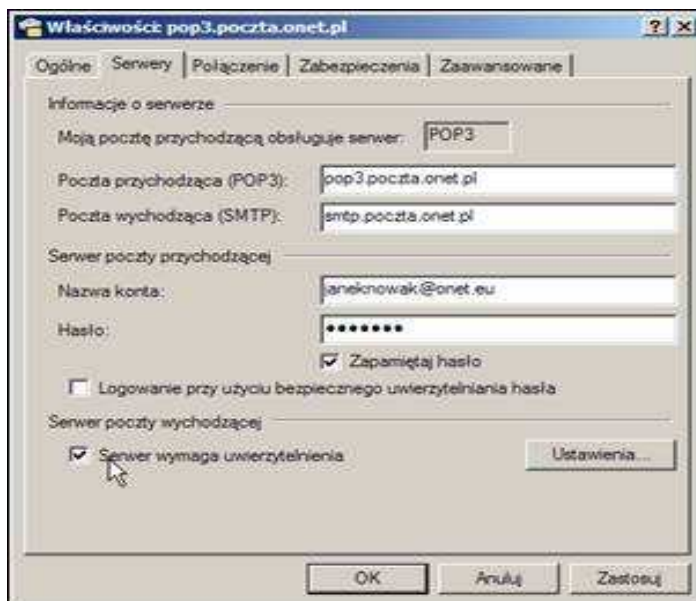 Właściwości: pop3.poczta.onet.pl
Ogólne Serwery Połączenie Zabezpieczenia Zaawansowane
Informacje o serwerze
Moją pocztę przychodzącą obsługuje serwer: POP3
Poczta przychodząca (POP3): pop3.poczta.onet.pl
Poczta wychodząca (SMTP): smtp.poczta.onet.pl
Serwer poczty przychodzącej
Nazwa konta: janeknowak@onet.eu
Hasło: •••••••
Zapamiętaj hasło
Logowanie przy użyciu bezpiecznego uwierzytelniania hasła
Serwer poczty wychodzącej
Serwer wymaga uwierzytelnienia Ustawienia...
OK Anuluj Zastosuj